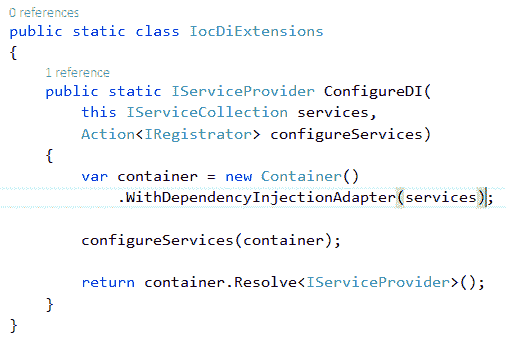 0 references
public static class IocDiExtensions
{
1 reference
public static IServiceProvider ConfigureDI(
this IServiceCollection services,
Action<IRegistrator> configureServices)
{
var container = new Container()
.WithDependencyInjectionAdapter(services);
configureServices(container);
return container.Resolve<IServiceProvider>();
}
}